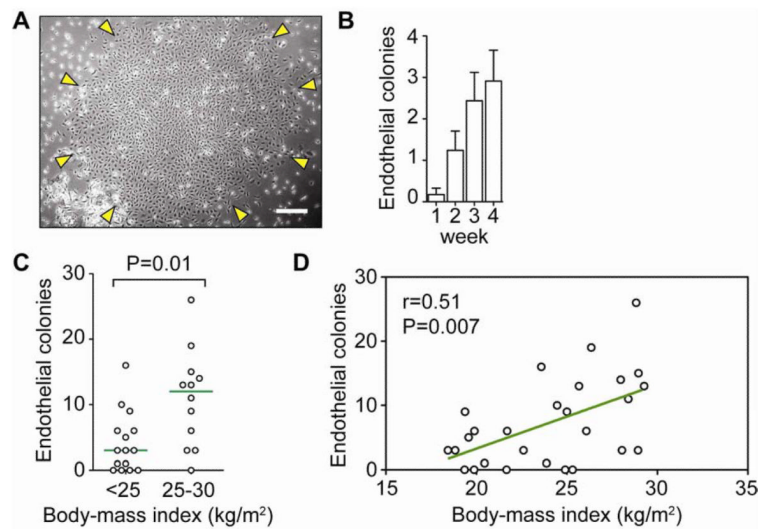 A
B
Endothelial colonies
4
3
2
1
0
1 2 3 4
week
C
P=0.01
Endothelial colonies
30
20
10
0
<25 25-30
Body-mass index (kg/m²)
D
r=0.51
P=0.007
Endothelial colonies
30
20
10
0
15 20 25 30 35
Body-mass index (kg/m²)